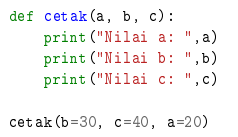 def cetak(a, b, c):
    print("Nilai a: ",a)
    print("Nilai b: ",b)
    print("Nilai c: ",c)

cetak(b=30, c=40, a=20)